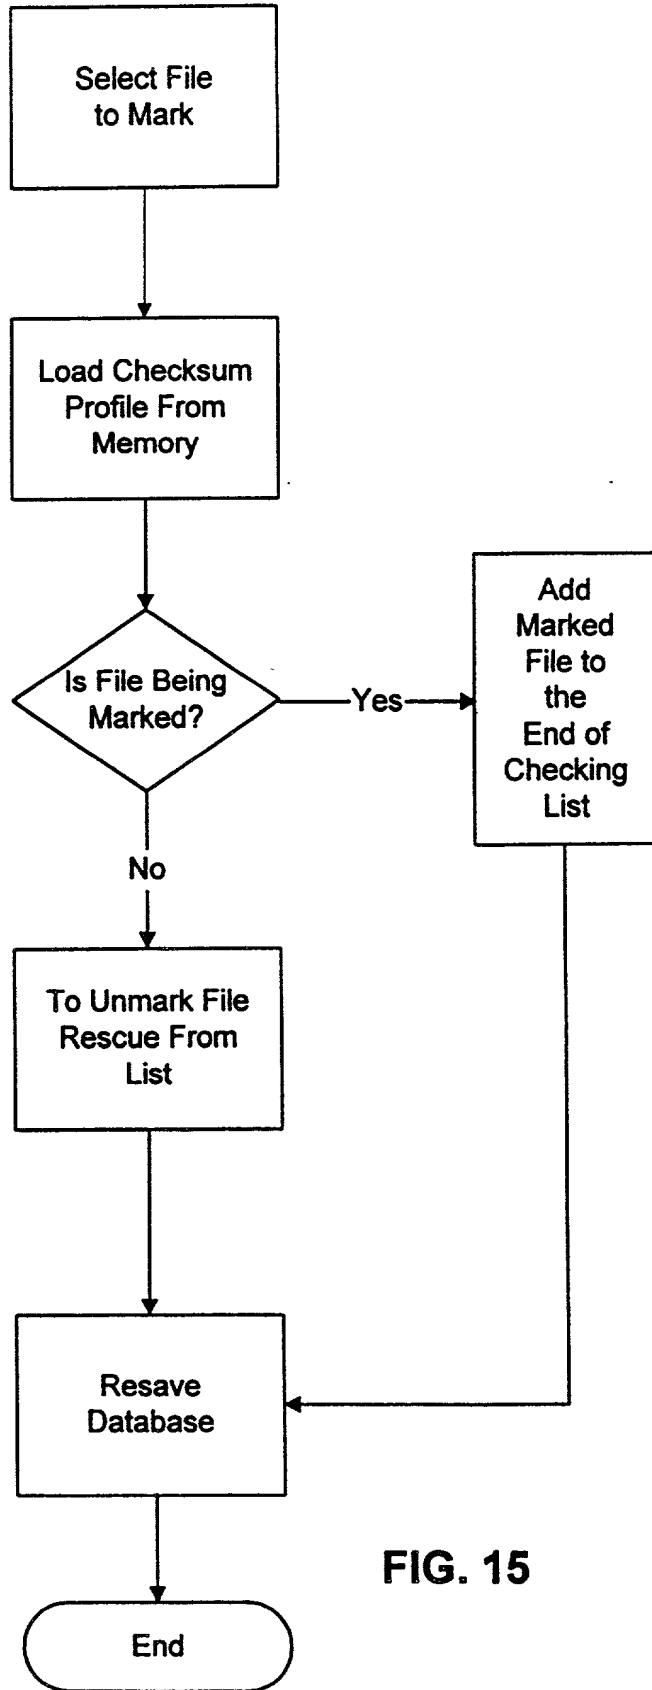 Select File
to Mark
Load Checksum
Profile From
Memory
Is File Being
Marked?
Yes
Add
Marked
File to
the
End of
Checking
List
No
To Unmark File
Rescue From
List
Resave
Database
End
FIG. 15